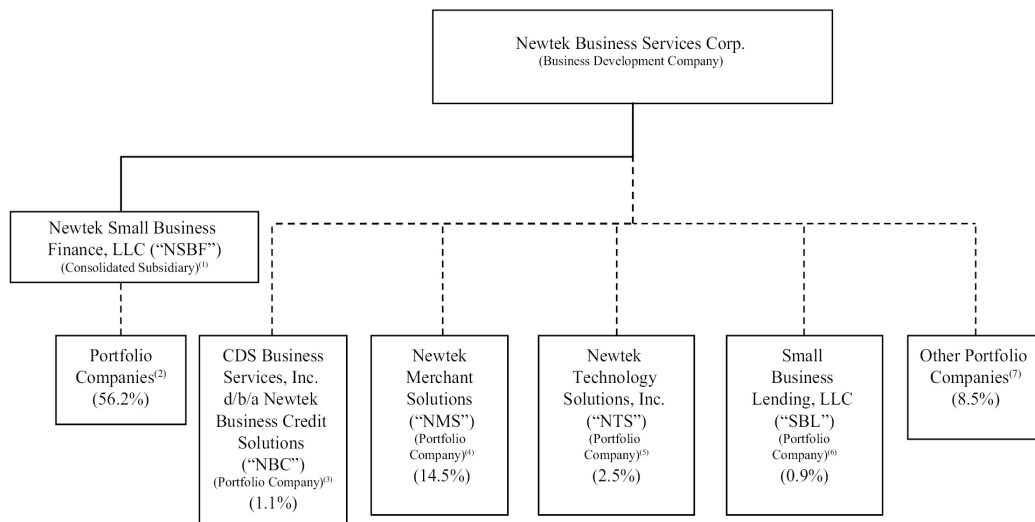 Newtek Business Services Corp.
(Business Development Company)
Newtek Small Business
Finance, LLC (“NSBF”)
(Consolidated Subsidiary)(1)
Portfolio
Companies(2)
(56.2%)
CDS Business
Services, Inc.
d/b/a Newtek
Business Credit
Solutions
(“NBC”)
(Portfolio Company)(3)
(1.1%)
Newtek
Merchant
Solutions
(“NMS”)
(Portfolio
Company)(4)
(14.5%)
Newtek
Technology
Solutions, Inc.
(“NTS”)
(Portfolio
Company)(5)
(2.5%)
Small
Business
Lending, LLC
(“SBL”)
(Portfolio
Company)(6)
(0.9%)
Other Portfolio
Companies(7)
(8.5%)